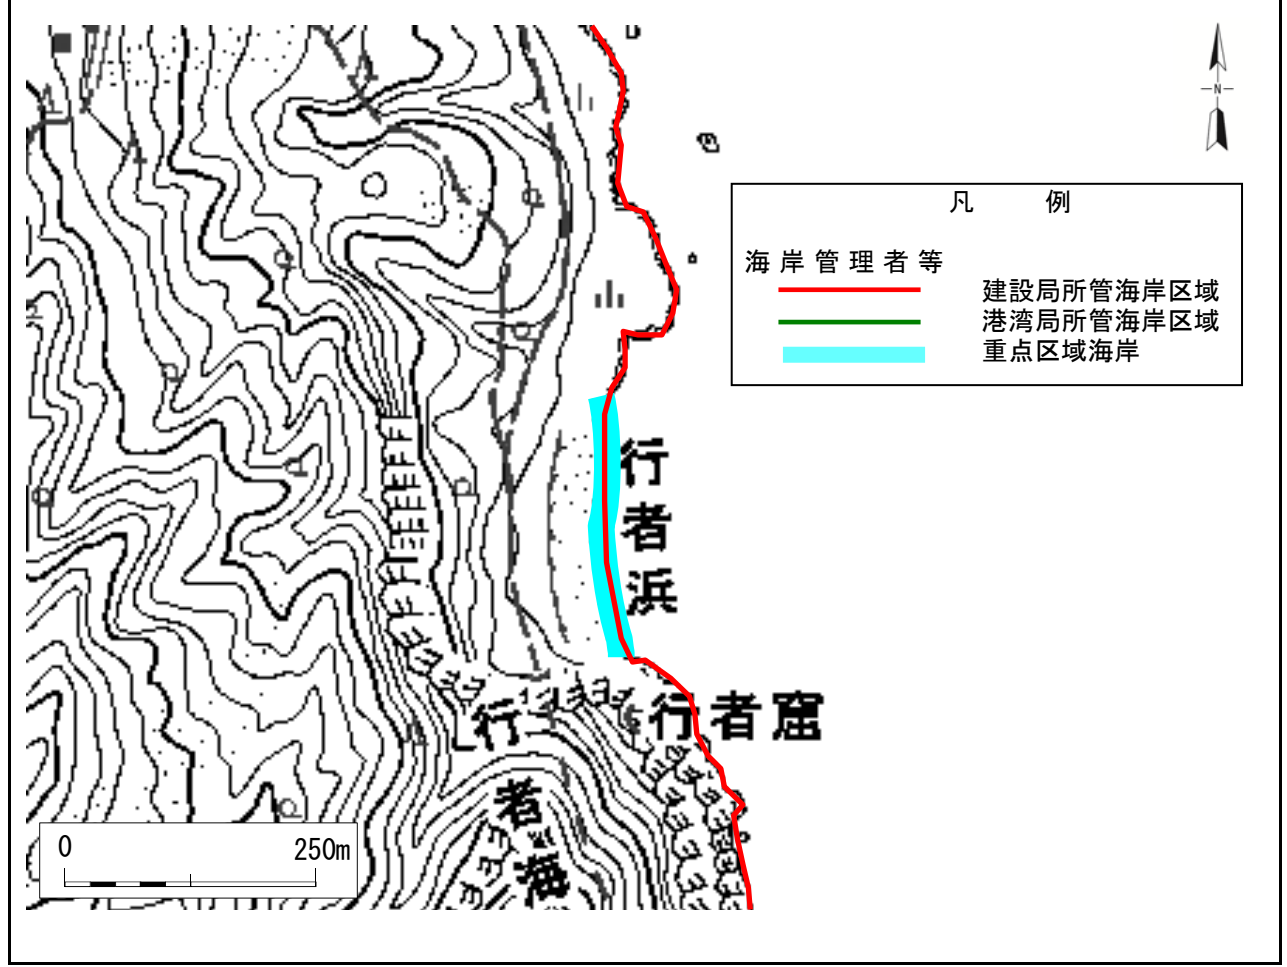 N
凡 例
海岸管理者等
建設局所管海岸区域
港湾局所管海岸区域
重点区域海岸
行者浜
行者窟
行者海
0 250m